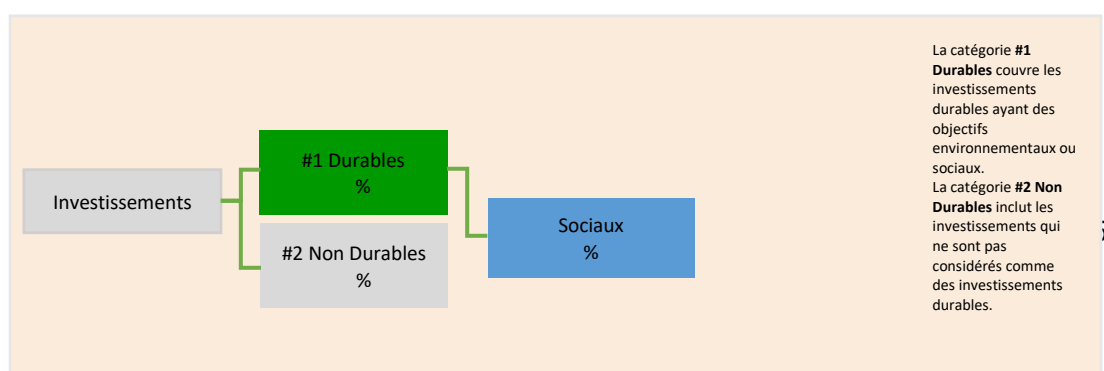 Investissements
#1 Durables
%
#2 Non Durables
%
Sociaux
%
La catégorie #1
Durables couvre les
investissements
durables ayant des
objectifs
environnementaux ou
sociaux.
La catégorie #2 Non
Durables inclut les
investissements qui
ne sont pas
considérés comme
des investissements
durables.